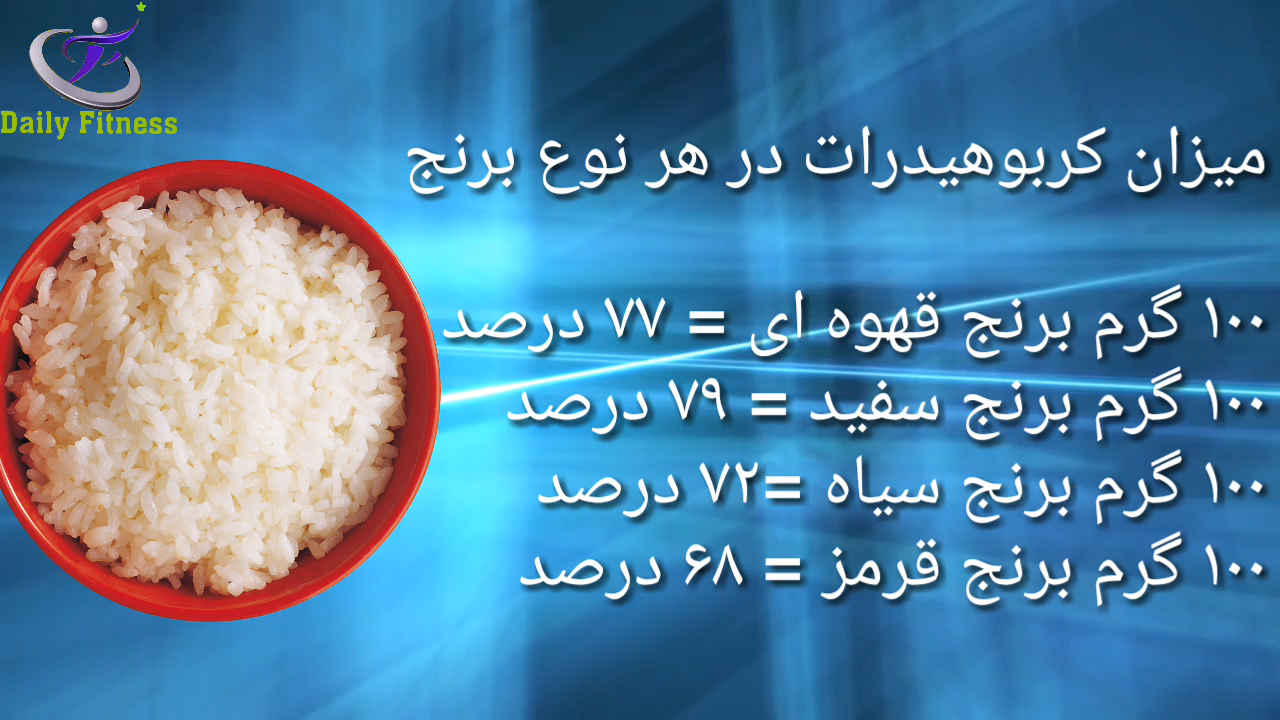 Daily Fitness
میزان کربوهیدرات در هر نوع برنج
۱۰۰ گرم برنج قهوه ای = ۷۷ درصد
۱۰۰ گرم برنج سفید = ۷۹ درصد
۱۰۰ گرم برنج سیاه =۷۲ درصد
۱۰۰ گرم برنج قرمز = ۶۸ درصد